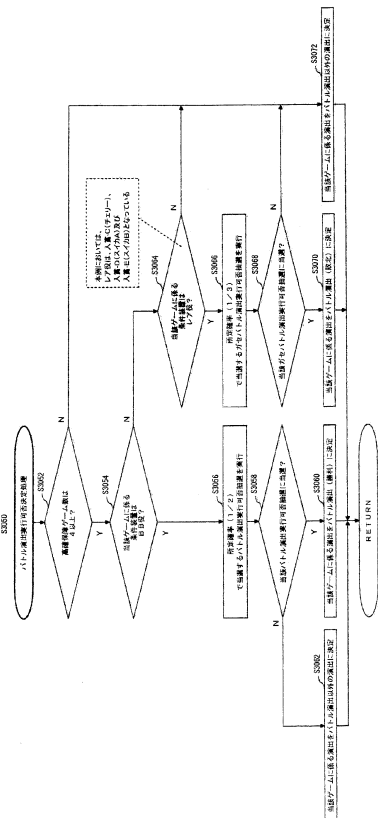 S3050
バトル演出実行可否決定処理
S3052
高確保障ゲーム数は
4以上？
N
Y
S3054
当該ゲームに係る
条件装置は
BB役？
N
Y
S3056
所定確率（1／2）
で当選するバトル演出実行可否抽選を実行
S3058
当該バトル演出実行可否抽選に当選？
N
Y
S3060
当該ゲームに係る演出をバトル演出（勝利）に決定
S3062
当該ゲームに係る演出をバトル演出以外の演出に決定
本例においては、
レア役は、入賞-C(チェリー)、
入賞-D(スイカA)及び
入賞-E(スイカB)となっている
S3064
当該ゲームに係る
条件装置は
レア役？
N
Y
S3066
所定確率（1／3）
で当選するガセバトル演出実行可否抽選を実行
S3068
当該ガセバトル演出実行可否抽選に当選？
N
Y
S3070
当該ゲームに係る演出をバトル演出（敗北）に決定
S3072
当該ゲームに係る演出をバトル演出以外の演出に決定
RETURN